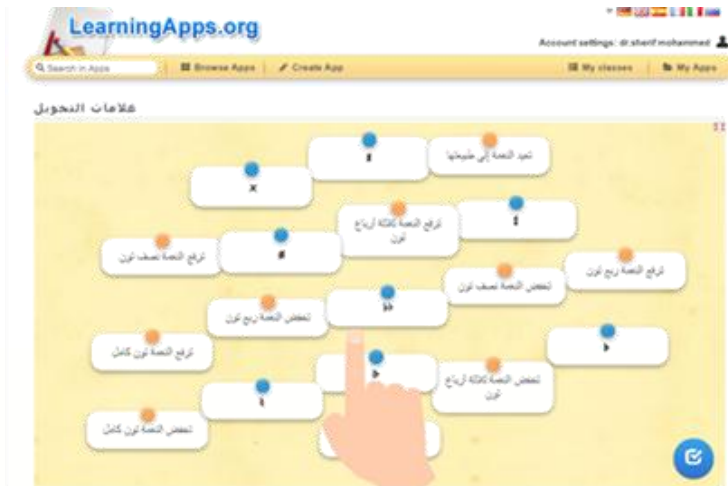 LearningApps.org
Account settings: dr.sherif mohammed
Search in Apps
Browse Apps
Create App
My classes
My Apps
علامات التحويل
تعيد النغمة إلى طبيعتها
x
ترفع النغمة ثلاثة أرباع تون
#
ترفع النغمة نصف تون
ترفع النغمة ربع تون
تخفض النغمة نصف تون
تخفض النغمة ربع تون
ترفع النغمة تون كامل
تخفض النغمة ثلاثة أرباع تون
تخفض النغمة تون كامل